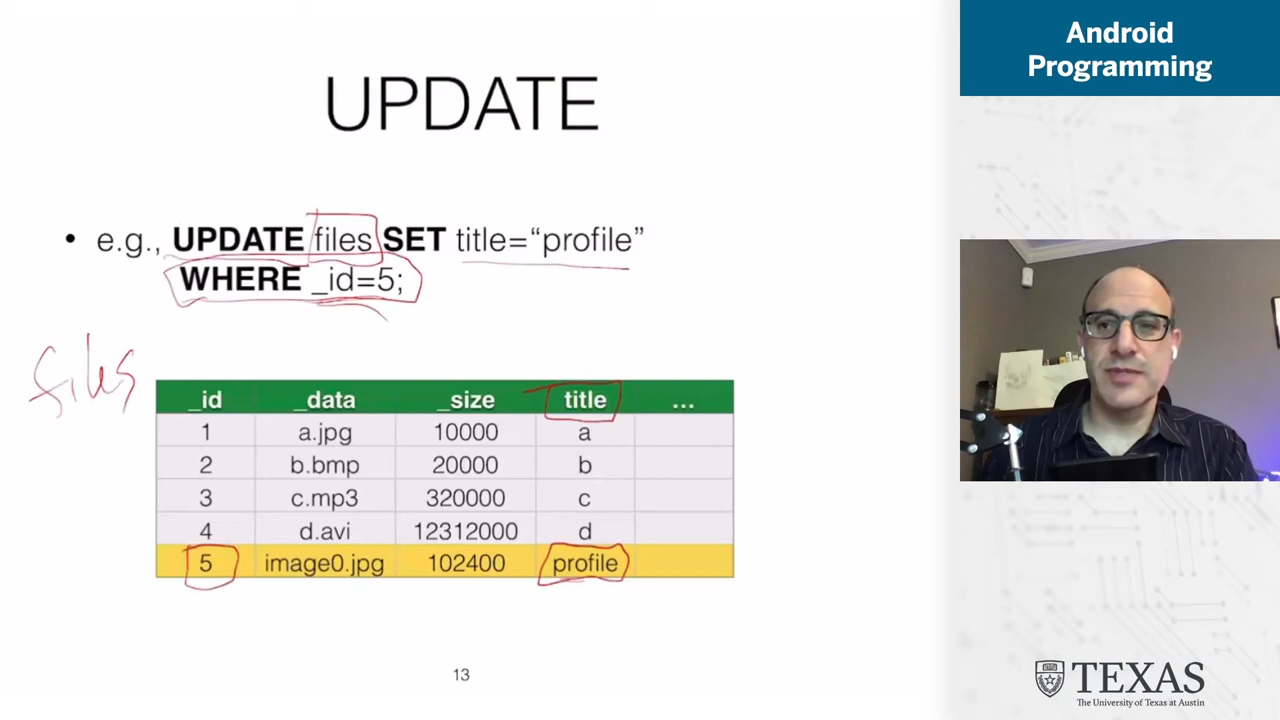 UPDATE
• e.g., UPDATE files SET title=“profile”
WHERE _id=5;
files
_id _data _size title ...
1 a.jpg 10000 a
2 b.bmp 20000 b
3 c.mp3 320000 c
4 d.avi 12312000 d
5 image0.jpg 102400 profile
13
Android
Programming
TEXAS
The University of Texas at Austin